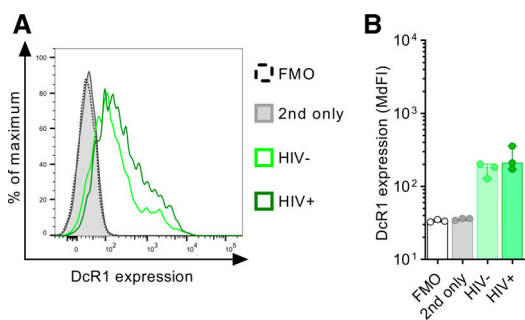 A
% of maximum
100
80
60
40
20
0
0
10^2
10^3
10^4
10^5
DcR1 expression
FMO
2nd only
HIV-
HIV+
B
DcR1 expression (MdFI)
10^4
10^3
10^2
10^1
FMO
2nd only
HIV-
HIV+